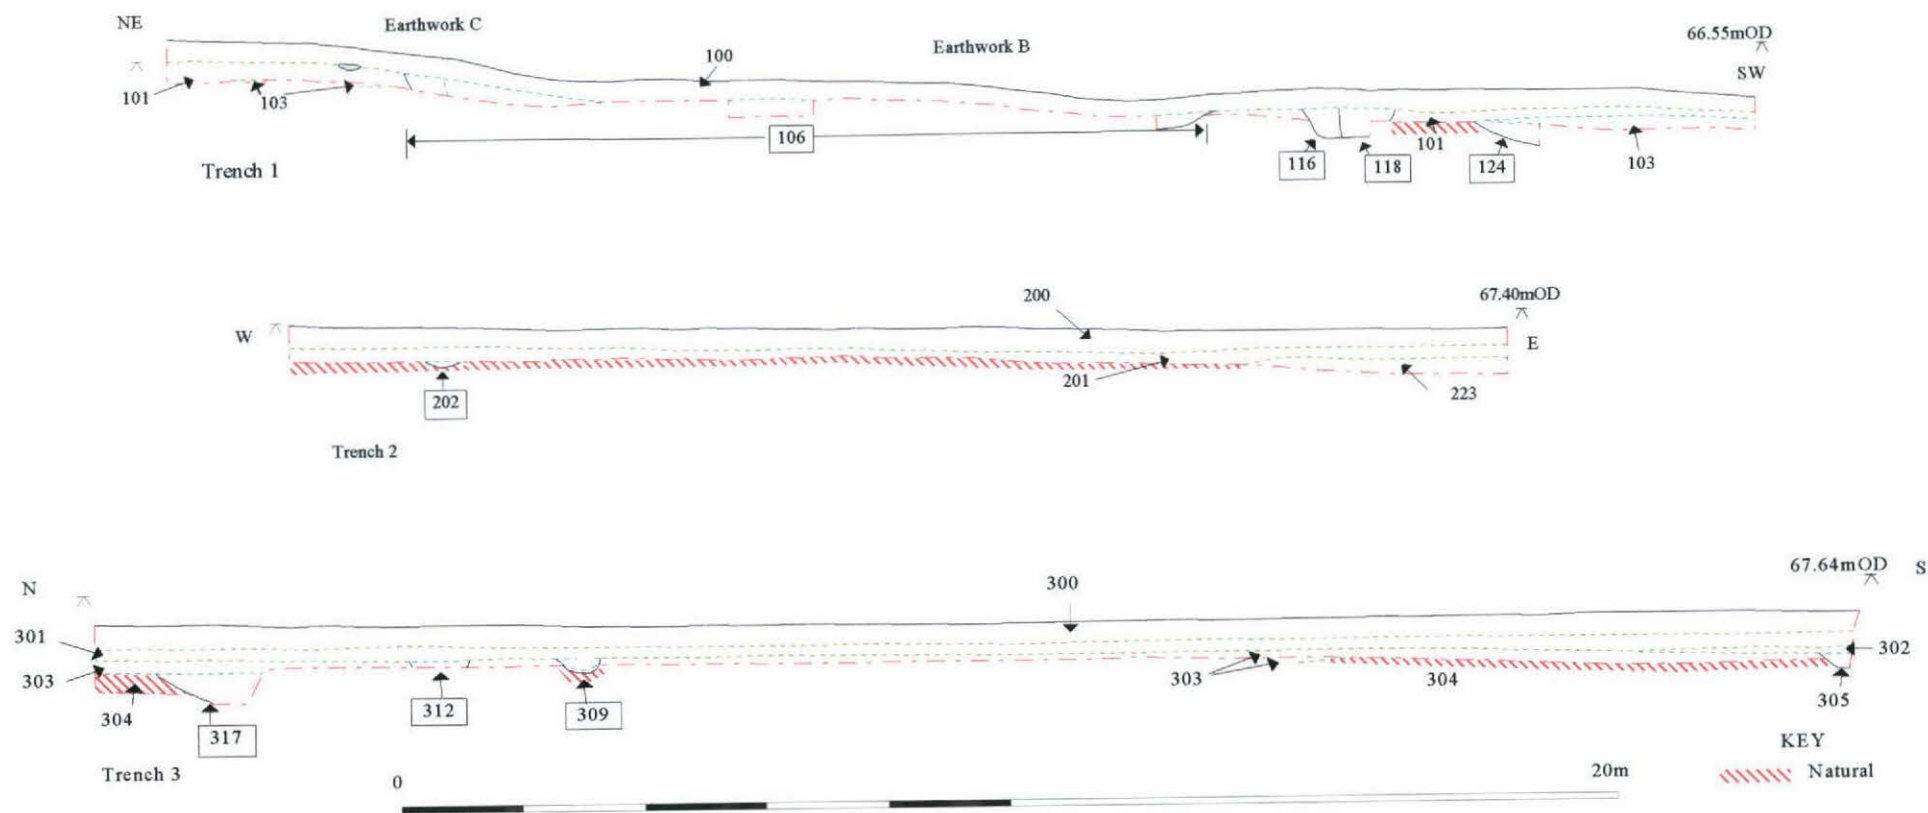 NE
Earthwork C
Earthwork B
66.55mOD
SW
100
101
103
106
116
118
101
124
103
Trench 1
200
67.40mOD
W
E
201
223
202
Trench 2
N
300
67.64mOD
S
301
302
303
303
304
305
304
312
309
317
Trench 3
KEY
Natural
0
20m